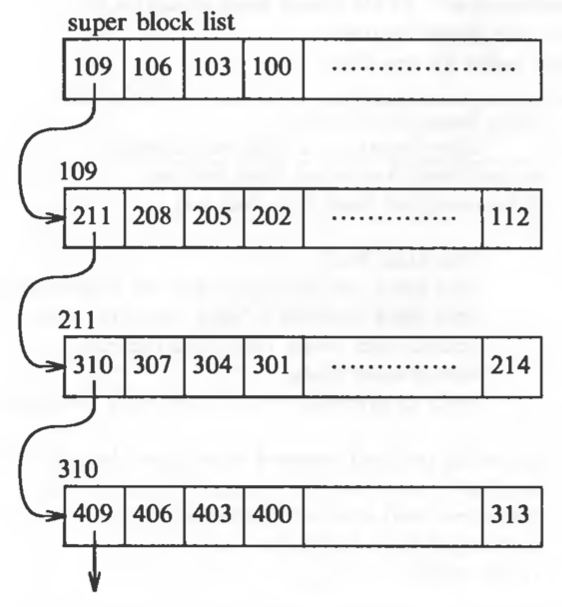 super block list
109 106 103 100 ....................
109
211 208 205 202 .............. 112
211
310 307 304 301 .............. 214
310
409 406 403 400 313